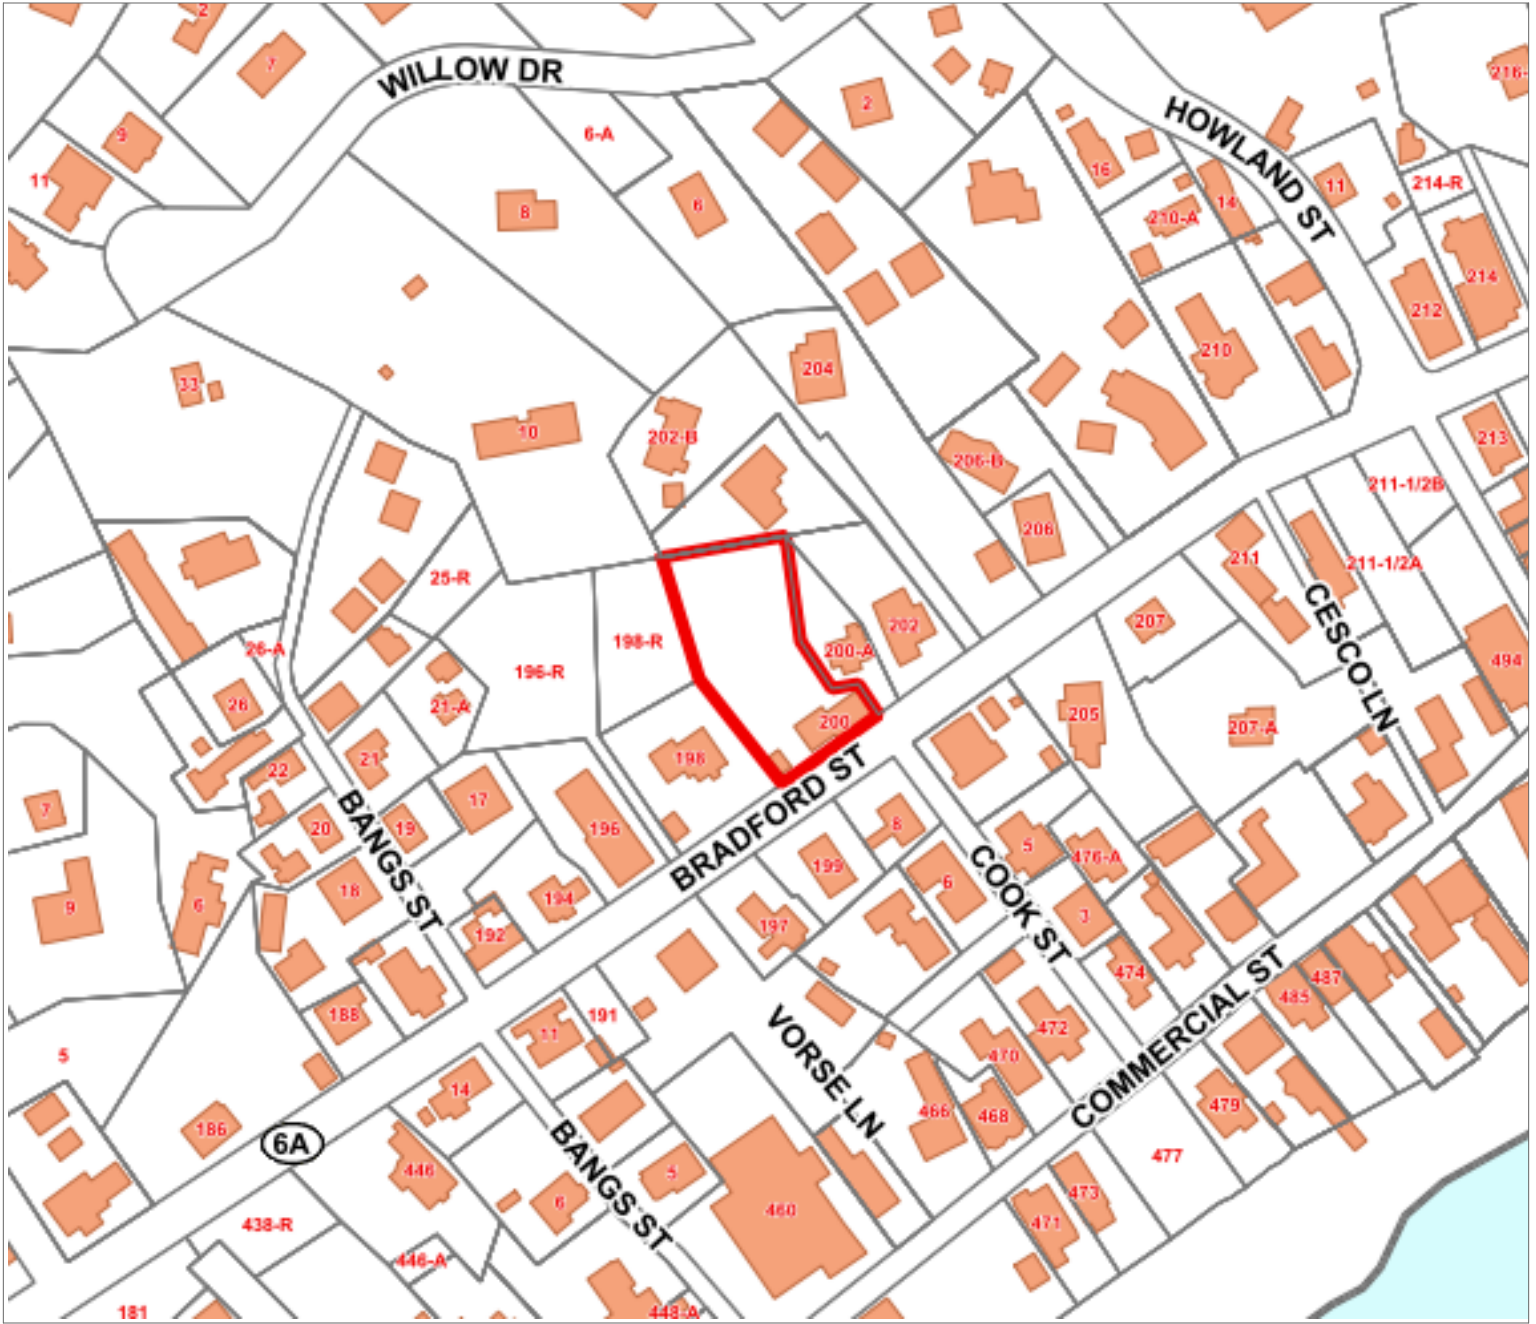 2
7
WILLOW DR
9
11
6-A
2
HOWLAND ST
216-
16
11
214-R
14
210-A
8
6
214
212
210
204
33
10
202-B
206-B
213
211-1/2B
206
211
211-1/2A
CESCO LN
25-R
26-A
198-R
196-R
200-A
202
207
494
26
21-A
200
205
207-A
198
21
22
BRADFORD ST
7
17
BANGS ST
20
19
196
8
199
5
476-A
COOK ST
18
6
9
6
194
192
197
3
474
487
485
188
11
191
472
470
VORSE LN
COMMERCIAL ST
5
14
466
468
479
186
6A
446
BANGS ST
5
477
6
460
473
471
438-R
446-A
181
448-A